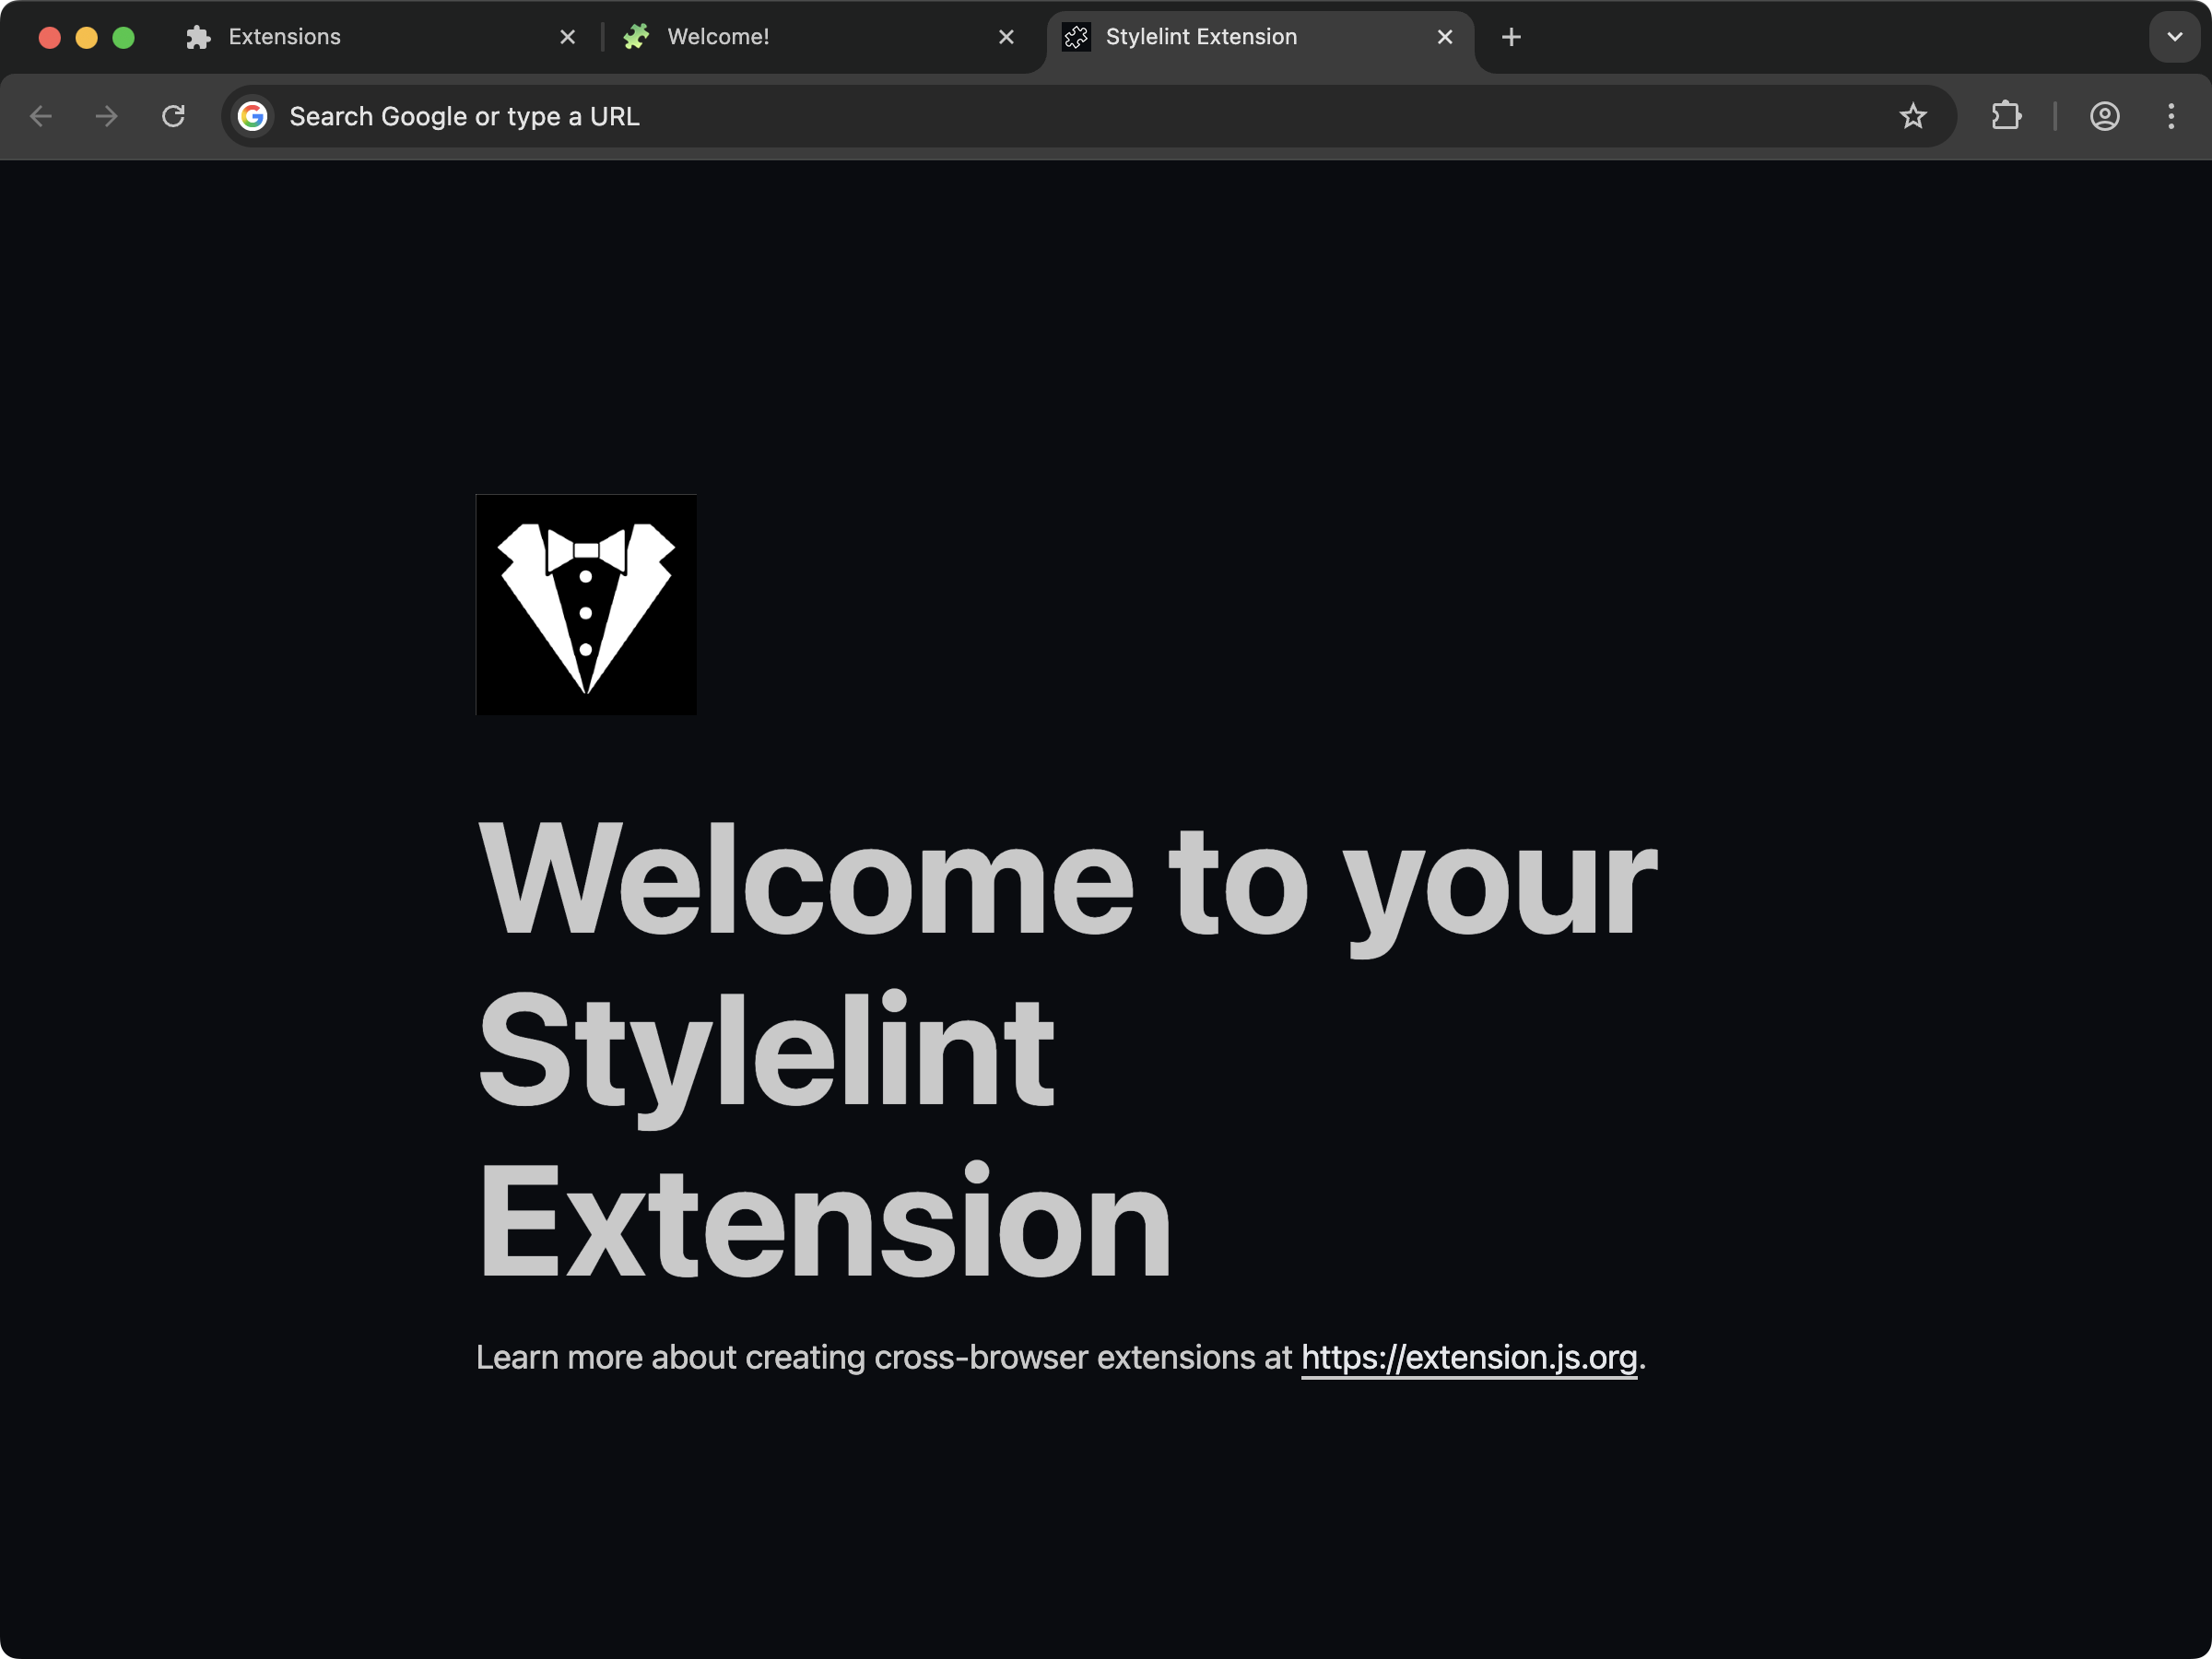 Extensions
Welcome!
Stylelint Extension
Search Google or type a URL
Welcome to your
Stylelint
Extension
Learn more about creating cross-browser extensions at https://extension.js.org.